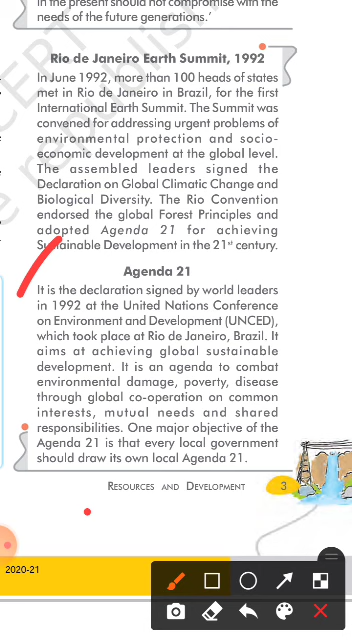 in the present should not compromise with the
needs of the future generations.'
Rio de Janeiro Earth Summit, 1992
In June 1992, more than 100 heads of states
met in Rio de Janeiro in Brazil, for the first
International Earth Summit. The Summit was
convened for addressing urgent problems of
environmental protection and socio-
economic development at the global level.
The assembled leaders signed the
Declaration on Global Climatic Change and
Biological Diversity. The Rio Convention
endorsed the global Forest Principles and
adopted Agenda 21 for achieving
Sustainable Development in the 21st century.
Agenda 21
It is the declaration signed by world leaders
in 1992 at the United Nations Conference
on Environment and Development (UNCED),
which took place at Rio de Janeiro, Brazil. It
aims at achieving global sustainable
development. It is an agenda to combat
environmental damage, poverty, disease
through global co-operation on common
interests, mutual needs and shared
responsibilities. One major objective of the
Agenda 21 is that every local government
should draw its own local Agenda 21.
RESOURCES AND DEVELOPMENT 3
2020-21